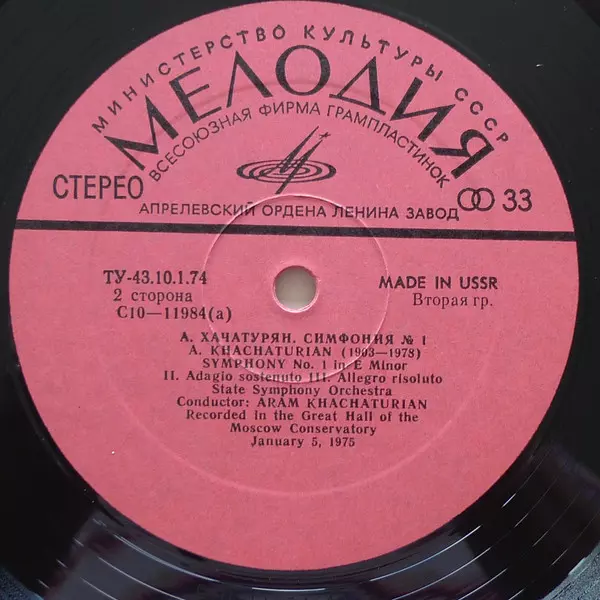 МИНИСТЕРСТВО КУЛЬТУРЫ СССР
МЕЛОДИЯ
ВСЕСОЮЗНАЯ ФИРМА ГРАМПЛАСТИНОК
СТЕРЕО
33
АПРЕЛЕВСКИЙ ОРДЕНА ЛЕНИНА ЗАВОД
ТУ-43.10.1.74
MADE IN USSR
2 сторона
Вторая гр.
С10—11984(а)
А. ХАЧАТУРЯН. СИМФОНИЯ № 1
A. KHACHATURIAN (1903—1978)
SYMPHONY No. 1 in E Minor
II. Adagio sostenuto III. Allegro risoluto
State Symphony Orchestra
Conductor: ARAM KHACHATURIAN
Recorded in the Great Hall of the
Moscow Conservatory
January 5, 1975